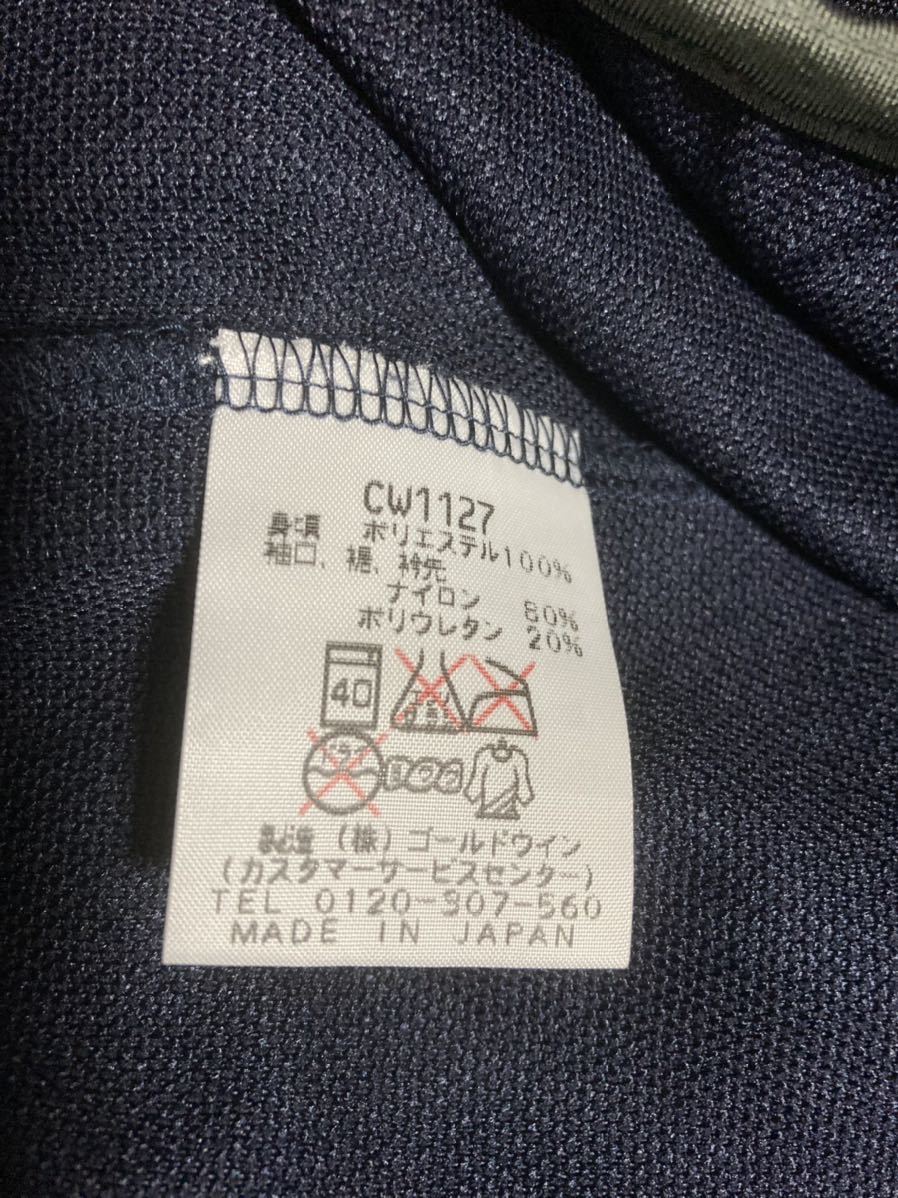 CW1127
身頃 ポリエステル100%
袖口、裾、衿先
ナイロン 80%
ポリウレタン 20%
40
製造 (株)ゴールドウイン
(カスタマーサービスセンター)
TEL 0120-307-560
MADE IN JAPAN